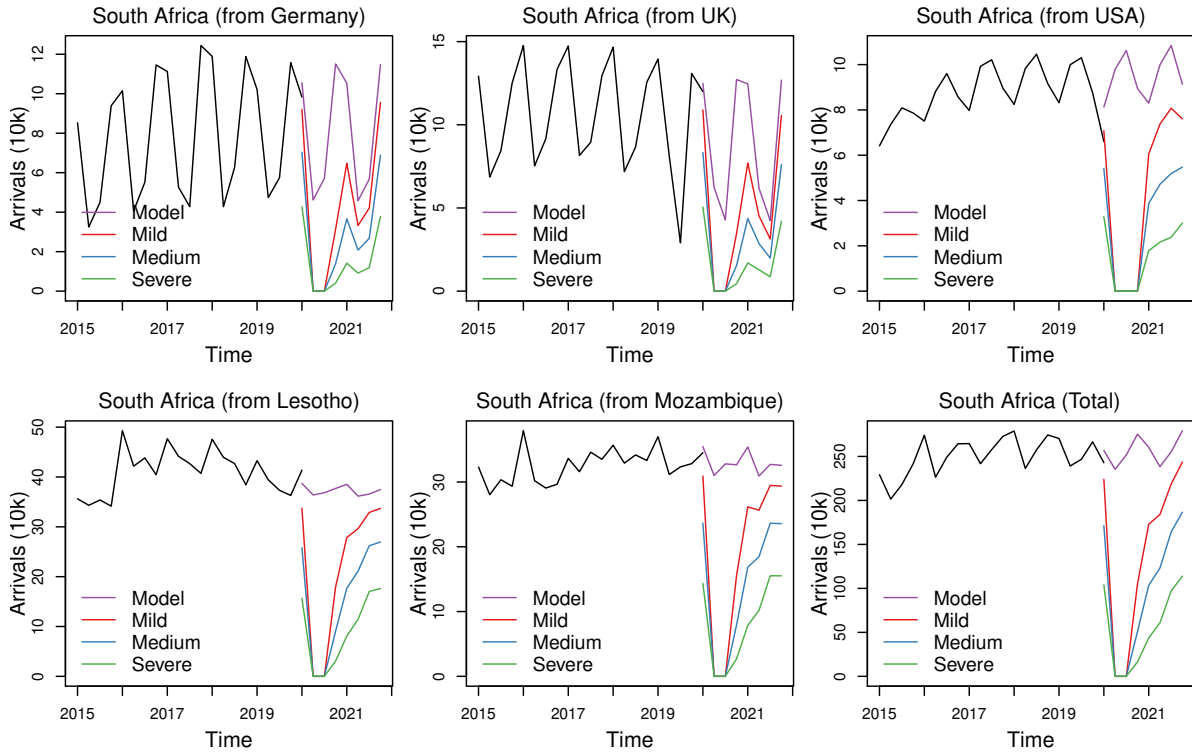 South Africa (from Germany)
Arrivals (10k)
12
10
8
6
4
2
0
Model
Mild
Medium
Severe
2015
2017
2019
2021
Time
South Africa (from UK)
Arrivals (10k)
15
10
5
0
Model
Mild
Medium
Severe
2015
2017
2019
2021
Time
South Africa (from USA)
Arrivals (10k)
10
8
6
4
2
0
Model
Mild
Medium
Severe
2015
2017
2019
2021
Time
South Africa (from Lesotho)
Arrivals (10k)
50
40
30
20
10
0
Model
Mild
Medium
Severe
2015
2017
2019
2021
Time
South Africa (from Mozambique)
Arrivals (10k)
30
20
10
0
Model
Mild
Medium
Severe
2015
2017
2019
2021
Time
South Africa (Total)
Arrivals (10k)
250
200
150
100
50
0
Model
Mild
Medium
Severe
2015
2017
2019
2021
Time